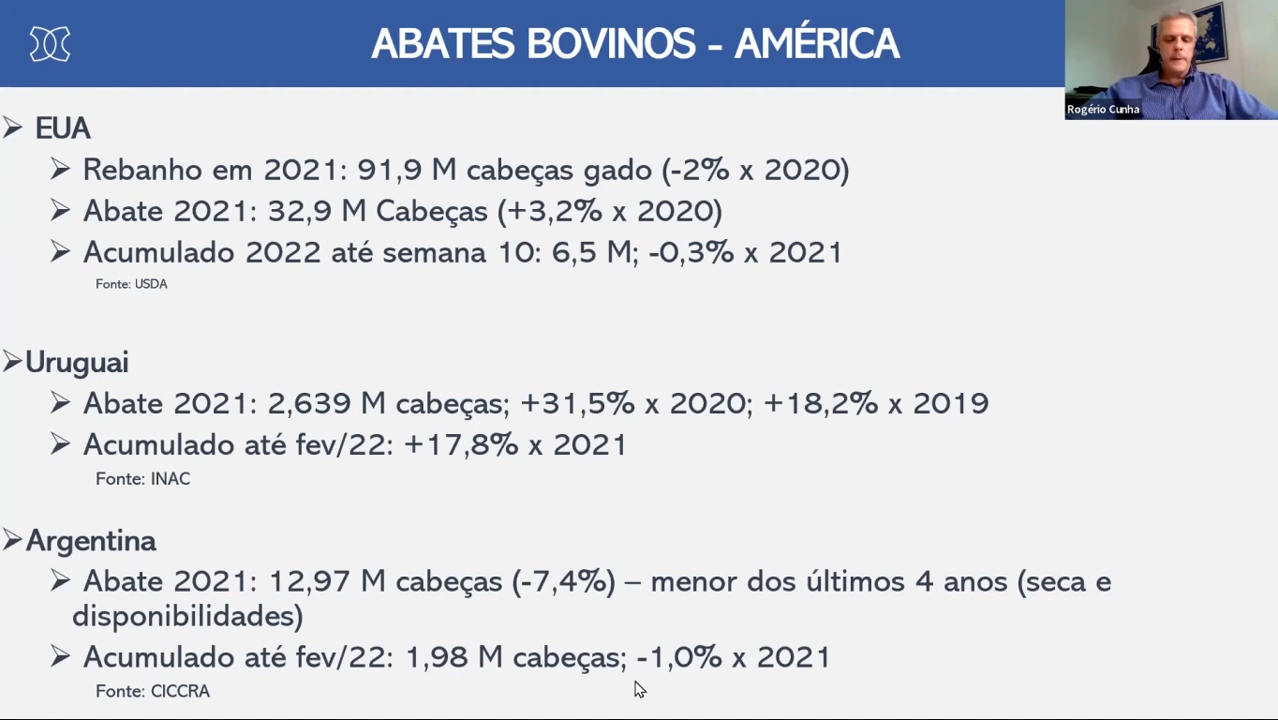 ABATES BOVINOS - AMÉRICA
Rogério Cunha
EUA
Rebanho em 2021: 91,9 M cabeças gado (-2% x 2020)
Abate 2021: 32,9 M Cabeças (+3,2% x 2020)
Acumulado 2022 até semana 10: 6,5 M; -0,3% x 2021
Fonte: USDA
Uruguai
Abate 2021: 2,639 M cabeças; +31,5% x 2020; +18,2% x 2019
Acumulado até fev/22: +17,8% x 2021
Fonte: INAC
Argentina
Abate 2021: 12,97 M cabeças (-7,4%) – menor dos últimos 4 anos (seca e
disponibilidades)
Acumulado até fev/22: 1,98 M cabeças; -1,0% x 2021
Fonte: CICCRA